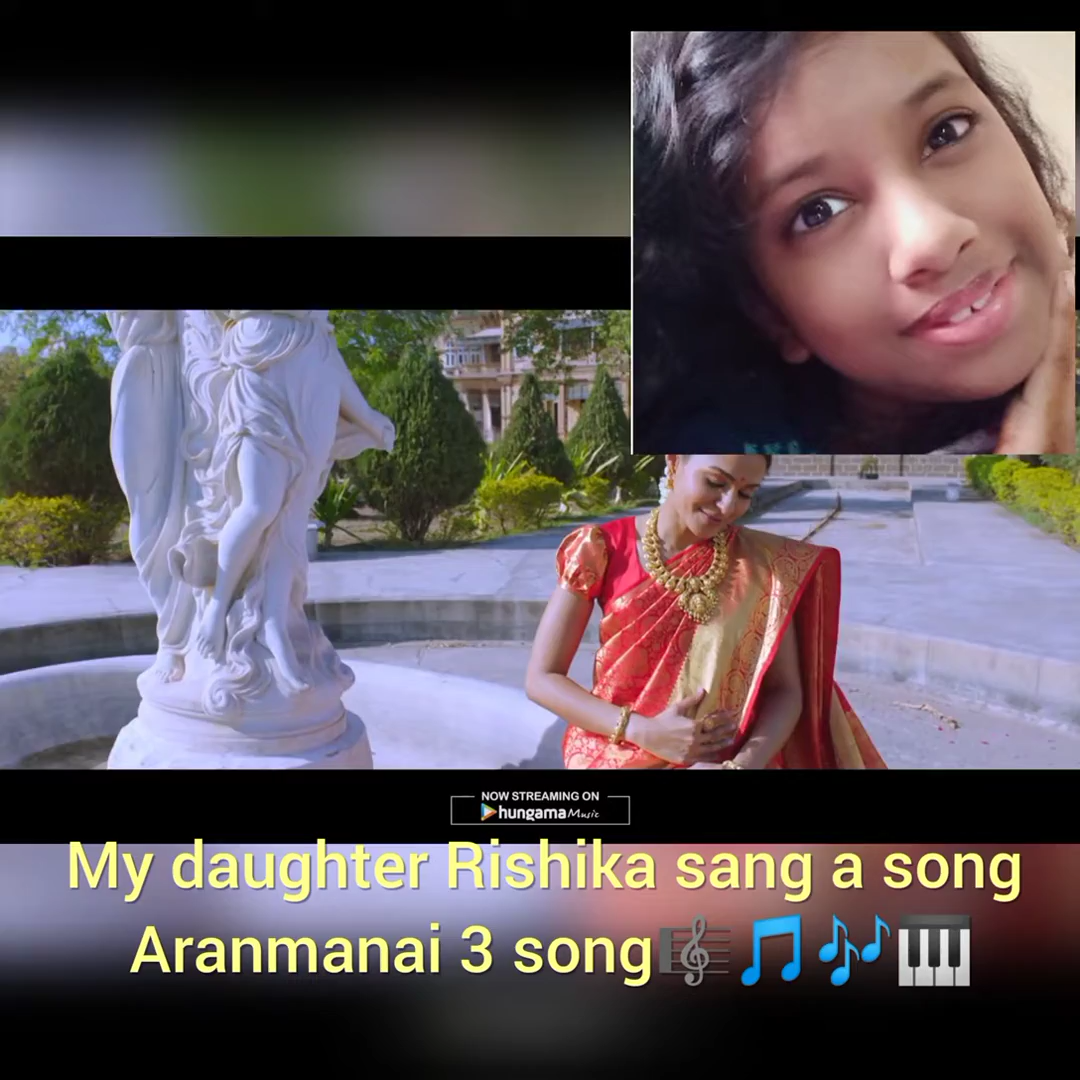 NOW STREAMING ON
hungama Music
My daughter Rishika sang a song
Aranmanai 3 song🎼🎵🎶🎹